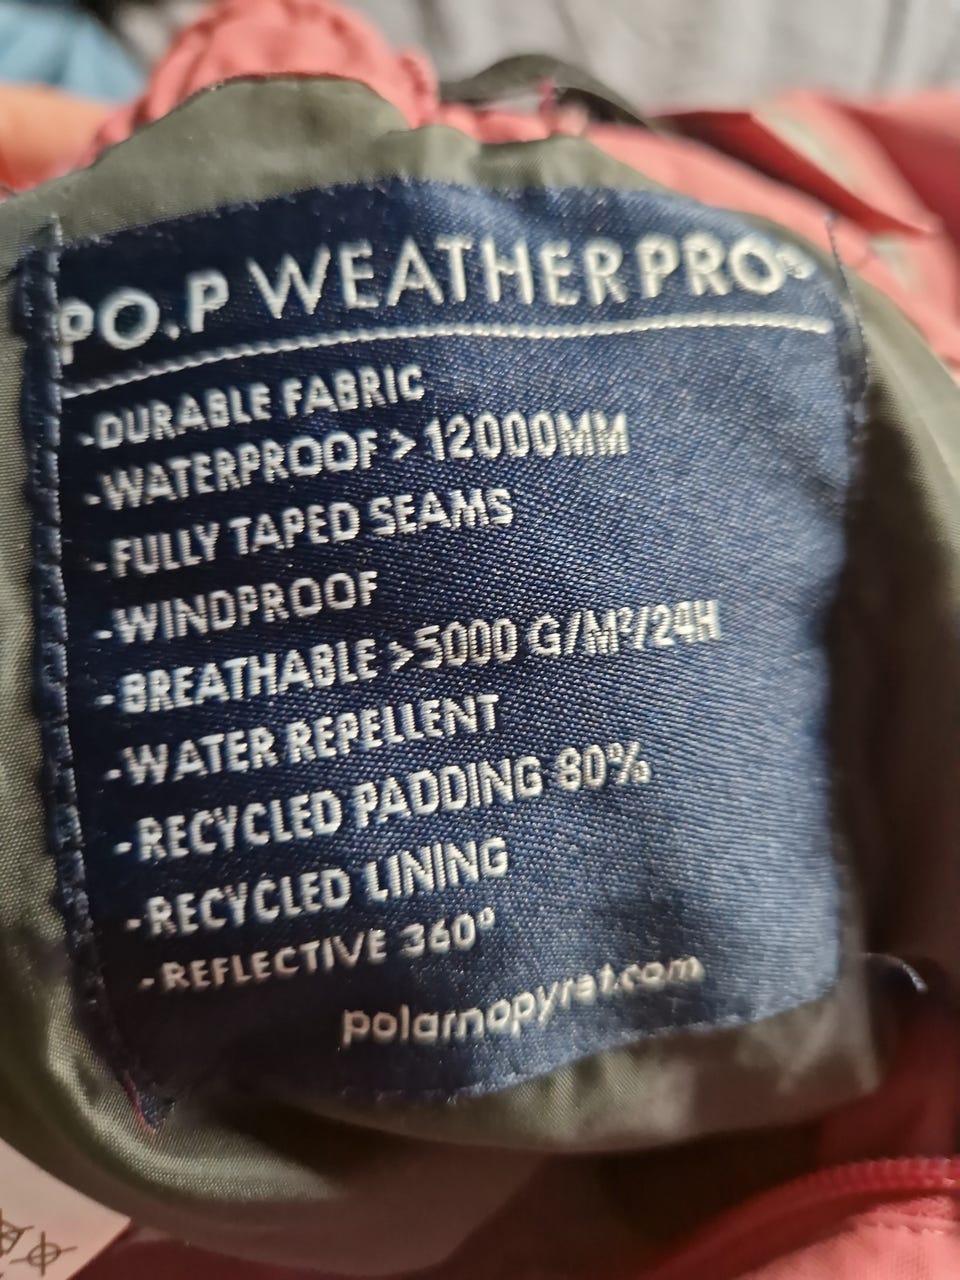 PO.P WEATHERPRO®
-DURABLE FABRIC
-WATERPROOF > 12000MM
-FULLY TAPED SEAMS
-WINDPROOF
-BREATHABLE >5000 G/M²/24H
-WATER REPELLENT
-RECYCLED PADDING 80%
-RECYCLED LINING
-REFLECTIVE 360°
polarnopyret.com